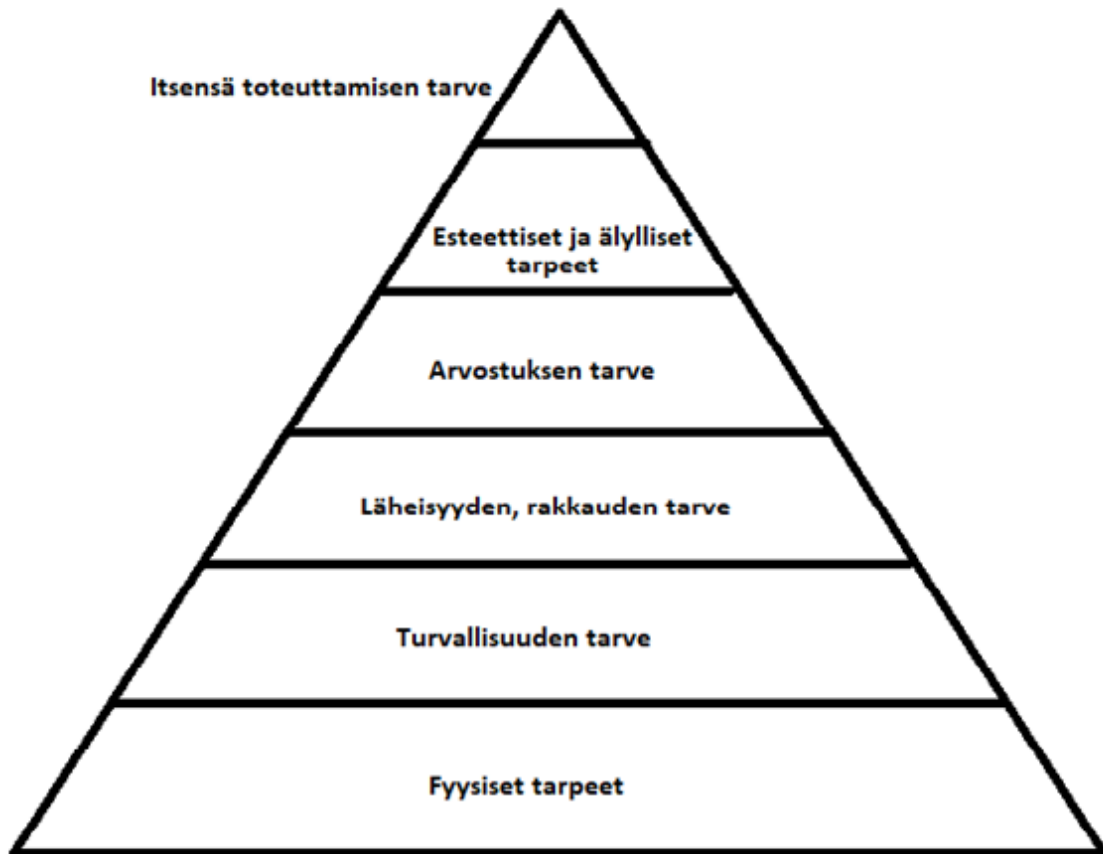 Itsensä toteuttamisen tarve
Esteettiset ja älylliset
tarpeet
Arvostuksen tarve
Läheisyyden, rakkauden tarve
Turvallisuuden tarve
Fyysiset tarpeet